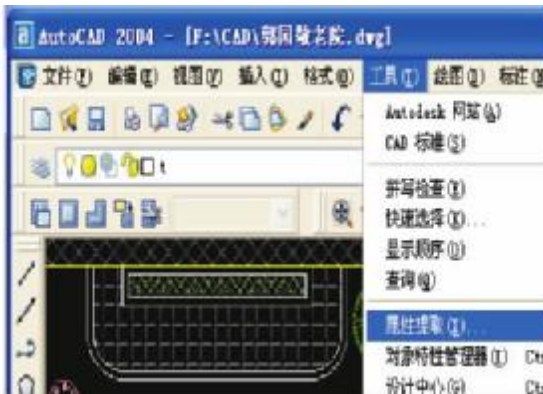 AutoCAD 2004 - [F:\CAD\郭同敬老院.dwg]
文件(F) 编辑(E) 视图(V) 插入(I) 格式(O) 工具(T) 绘图(D) 标注(N)
t
Autodesk 网站(A)
CAD 标准(S)
拼写检查(E)
快速选择(K)...
显示顺序(D)
查询(Q)
属性提取(X)...
对象特性管理器(I) Ctr
设计中心(G) Ctr